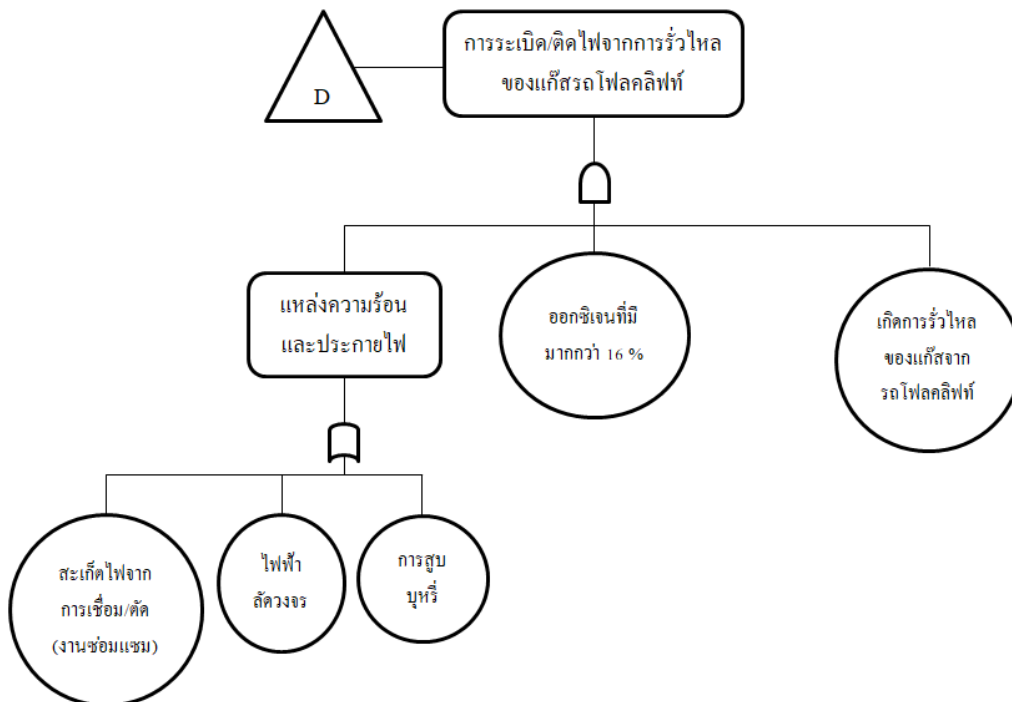 D
การระเบิด/ติดไฟจากการรั่วไหล
ของแก๊สรถโฟลคลิฟท์
แหล่งความร้อน
และประกายไฟ
ออกซิเจนที่มี
มากกว่า 16 %
เกิดการรั่วไหล
ของแก๊สจาก
รถโฟลคลิฟท์
สะเก็ตไฟจาก
การเชื่อม/ตัด
(งานซ่อมแซม)
ไฟฟ้า
ลัดวงจร
การสูบ
บุหรี่